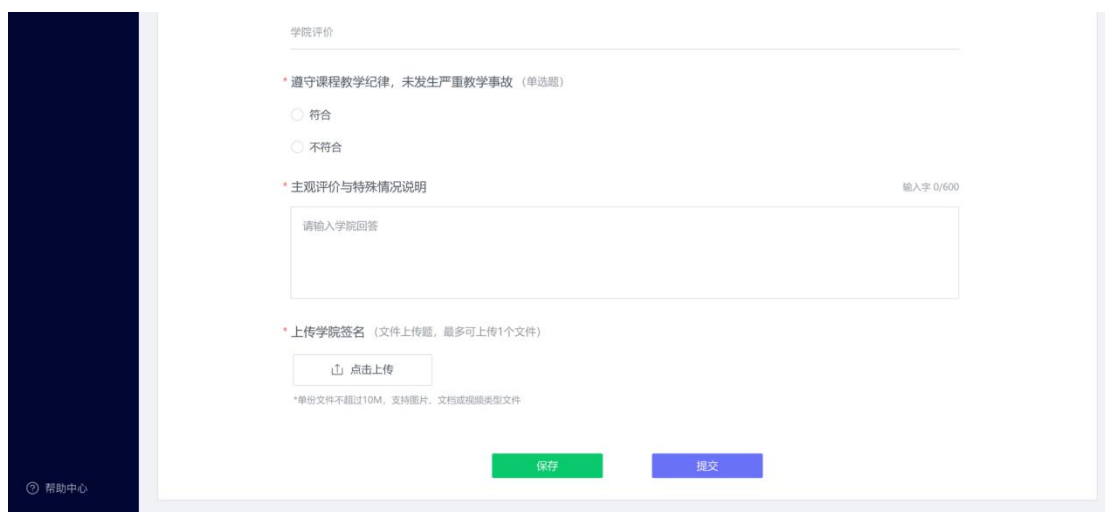 学院评价
*遵守课程教学纪律，未发生严重教学事故（单选题）
符合
不符合
*主观评价与特殊情况说明 输入字 0/600
请输入学院回答
*上传学院签名（文件上传题，最多可上传1个文件）
点击上传
*单份文件不超过10M，支持图片、文档或视频类型文件
保存 提交
帮助中心